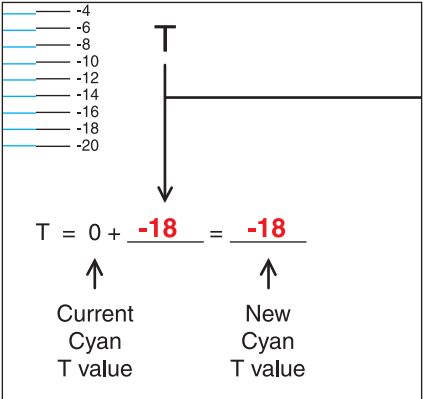 -4
-6
-8
-10
-12
-14
-16
-18
-20
T
T = 0 + -18 = -18
Current New
Cyan Cyan
T value T value